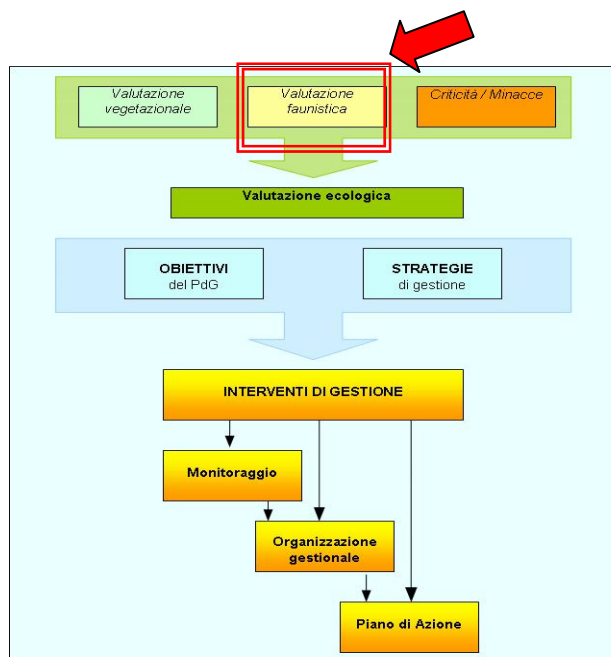 Valutazione
vegetazionale
Valutazione
faunistica
Criticità / Minacce
Valutazione ecologica
OBIETTIVI
del PdG
STRATEGIE
di gestione
INTERVENTI DI GESTIONE
Monitoraggio
Organizzazione
gestionale
Piano di Azione